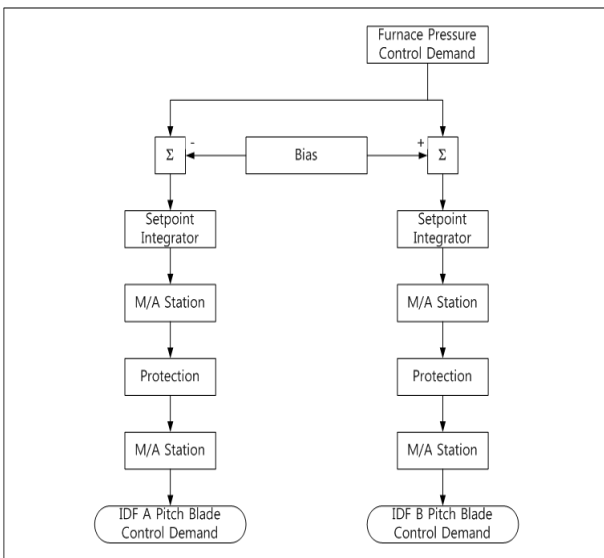 Furnace Pressure
Control Demand
Σ
-
Bias
+
Σ
Setpoint
Integrator
Setpoint
Integrator
M/A Station
M/A Station
Protection
Protection
M/A Station
M/A Station
IDF A Pitch Blade
Control Demand
IDF B Pitch Blade
Control Demand